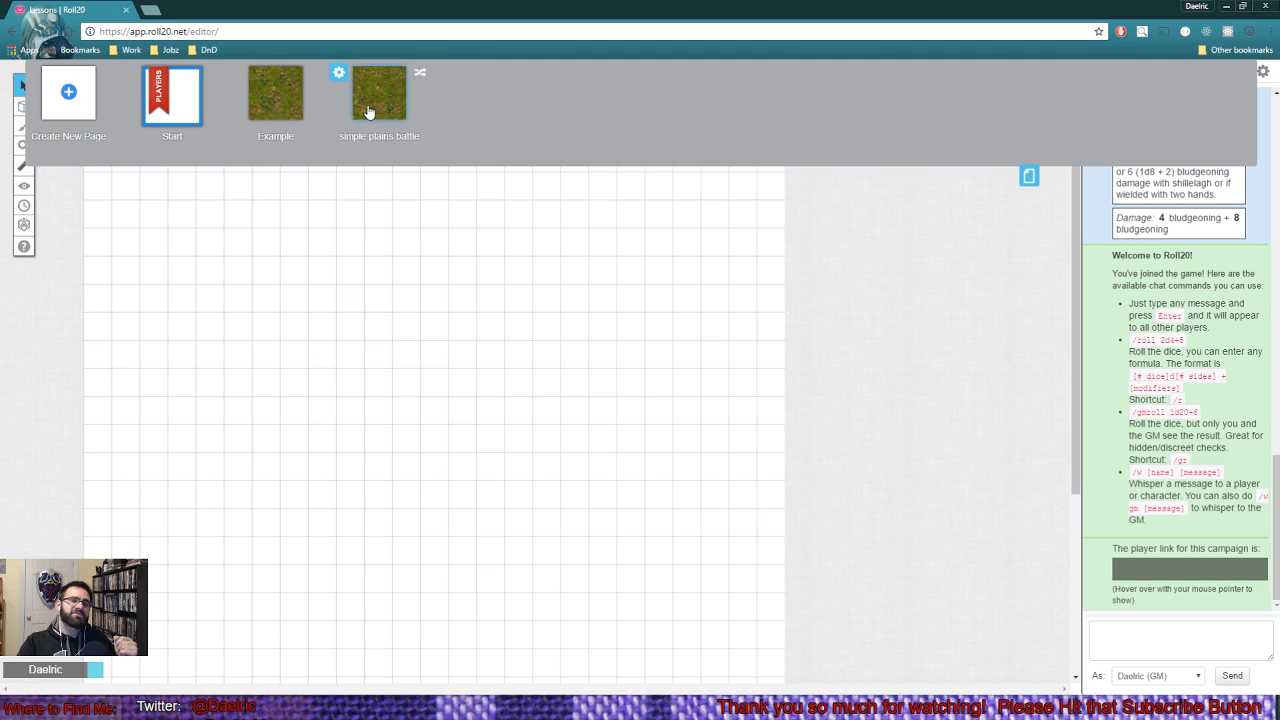 Lessons | Roll20
Daelric
https://app.roll20.net/editor/
Apps
Bookmarks
Work
Jobz
DnD
Other bookmarks
PLAYERS
Create New Page
Start
Example
simple plains battle
or 6 (1d8 + 2) bludgeoning
damage with shillelagh or if
wielded with two hands.
Damage: 4 bludgeoning + 8
bludgeoning
Welcome to Roll20!
You've joined the game! Here are the
available chat commands you can use:
Just type any message and
press Enter and it will appear
to all other players.
/roll 2d4+5
Roll the dice, you can enter any
formula. The format is
[# dice]d[# sides] +
[modifiers]
Shortcut: /r
/gmroll 1d20+6
Roll the dice, but only you and
the GM see the result. Great for
hidden/discreet checks.
Shortcut: /gr
/w [name] [message]
Whisper a message to a player
or character. You can also do /w
gm [message] to whisper to the
GM.
The player link for this campaign is:
(Hover over with your mouse pointer to
show)
As: Daelric (GM) Send
Daelric
Where to Find Me: Twitter: @Daelric Thank you so much for watching! Please Hit that Subscribe Button